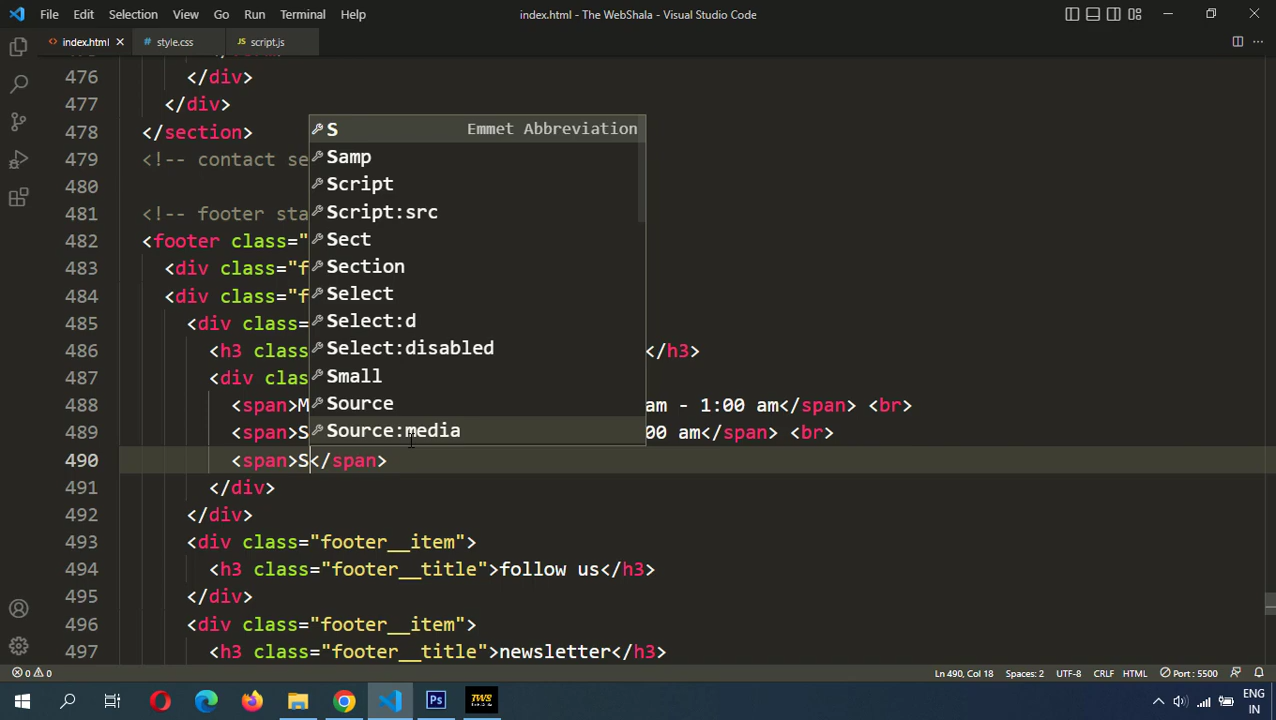 File Edit Selection View Go Run Terminal Help index.html - The WebShala - Visual Studio Code
index.html style.css JS script.js
476 </div>
477 </div>
478 </section>
479 <!-- contact se
480
481 <!-- footer sta
482 <footer class="
483 <div class="f
484 <div class="f
485 <div class=
486 <h3 class </h3>
487 <div clas
488 <span>M am - 1:00 am</span> <br>
489 <span>S 00 am</span> <br>
490 <span>S</span>
491 </div>
492 </div>
493 <div class="footer__item">
494 <h3 class="footer__title">follow us</h3>
495 </div>
496 <div class="footer__item">
497 <h3 class="footer__title">newsletter</h3>
S Emmet Abbreviation
Samp
Script
Script:src
Sect
Section
Select
Select:d
Select:disabled
Small
Source
Source:media
0 0 Ln 490, Col 18 Spaces: 2 UTF-8 CRLF HTML Port: 5500
Ps TWS ENG
IN